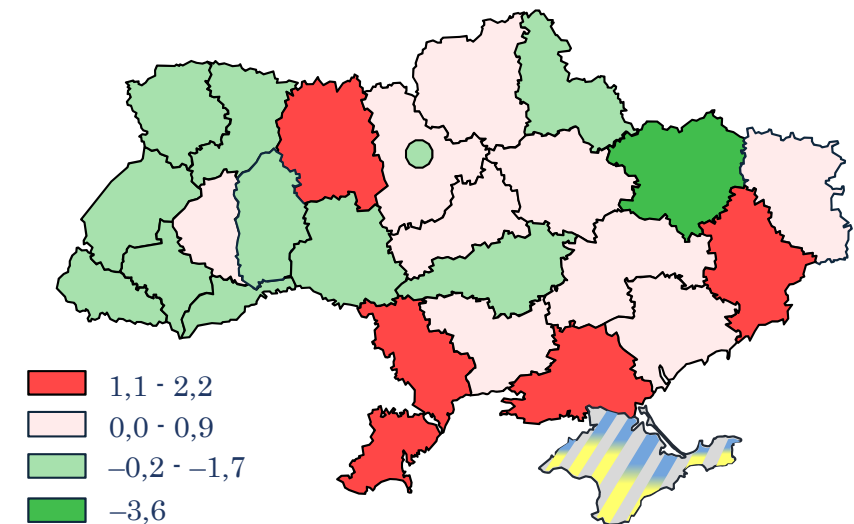 1,1 - 2,2
0,0 - 0,9
–0,2 - –1,7
–3,6